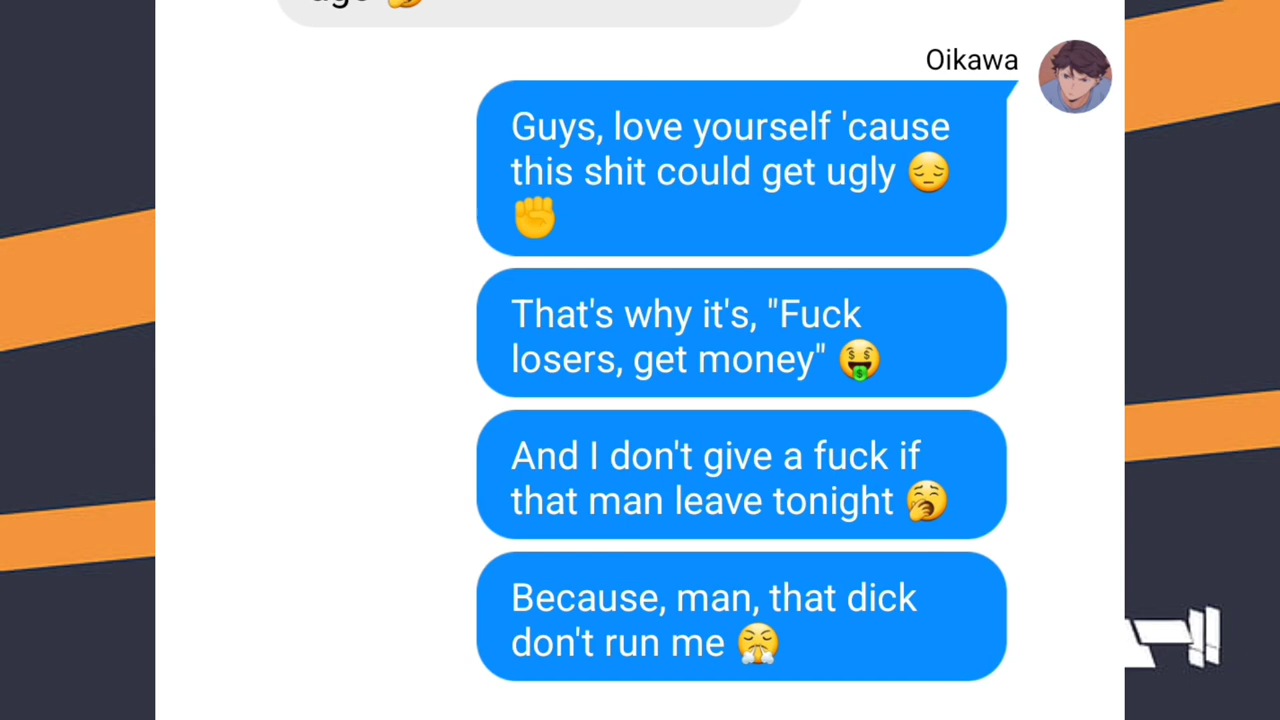 Oikawa
Guys, love yourself 'cause
this shit could get ugly 😔
✊
That's why it's, "Fuck
losers, get money" 🤑
And I don't give a fuck if
that man leave tonight 🥱
Because, man, that dick
don't run me 😤